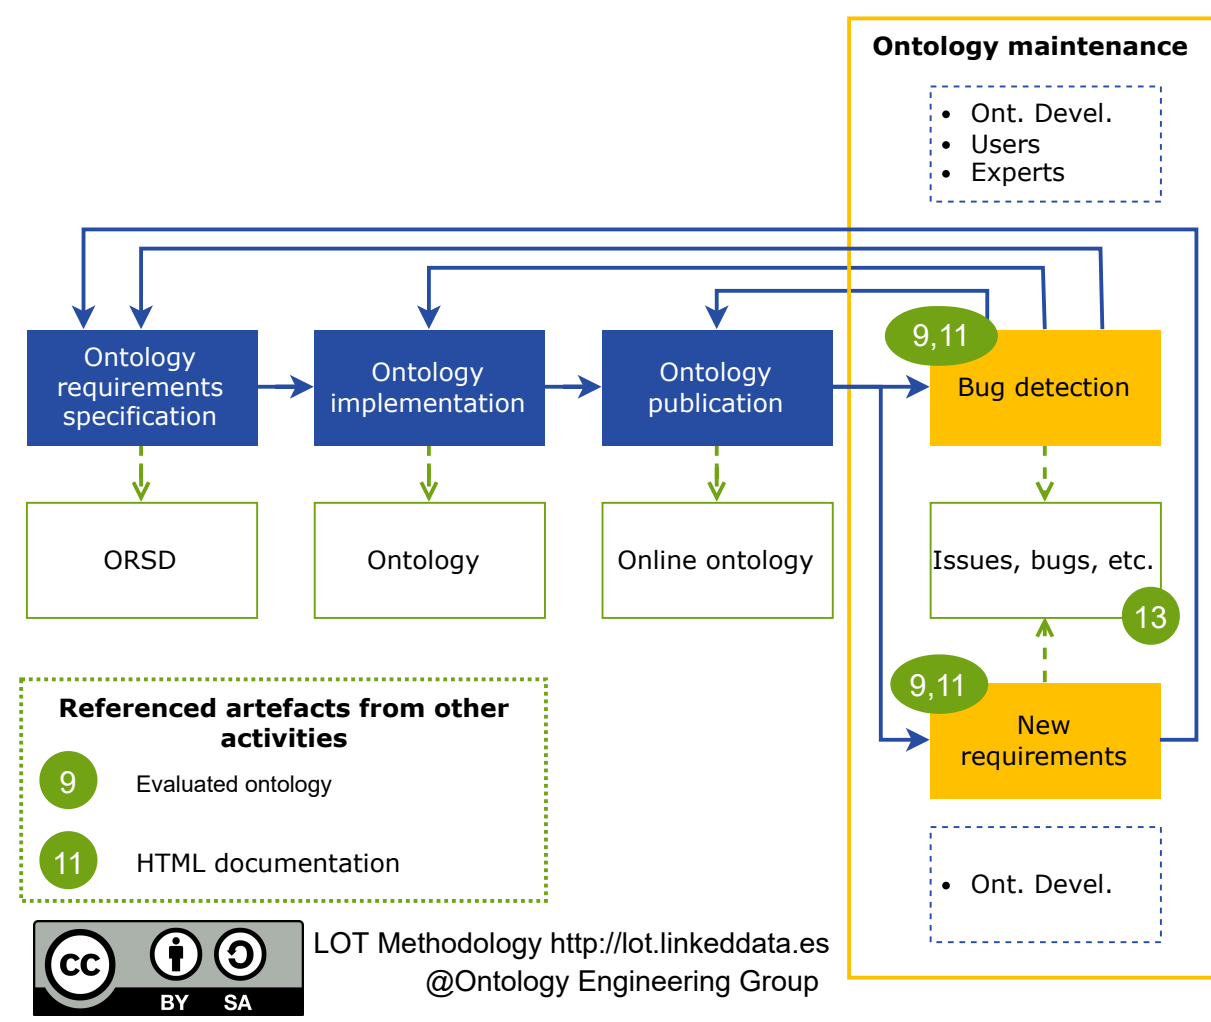 Ontology maintenance
• Ont. Devel.
• Users
• Experts
Ontology
requirements
specification
Ontology
implementation
Ontology
publication
9,11
Bug detection
ORSD
Ontology
Online ontology
Issues, bugs, etc.
13
9,11
New
requirements
Referenced artefacts from other
activities
9
Evaluated ontology
11
HTML documentation
• Ont. Devel.
cc
BY
SA
LOT Methodology http://lot.linkeddata.es
@Ontology Engineering Group